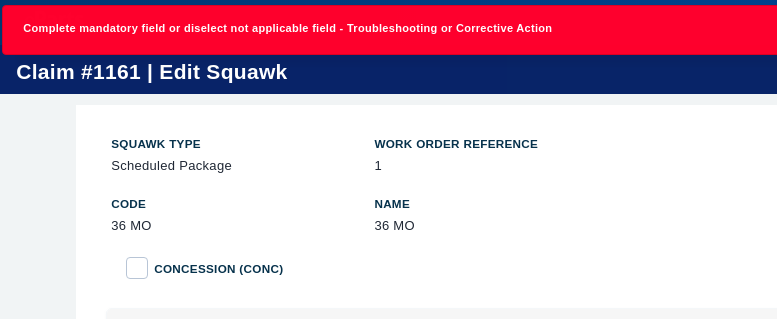 Complete mandatory field or diselect not applicable field - Troubleshooting or Corrective Action
Claim #1161 | Edit Squawk
SQUAWK TYPE
WORK ORDER REFERENCE
Scheduled Package
1
CODE
NAME
36 MO
36 MO
CONCESSION (CONC)